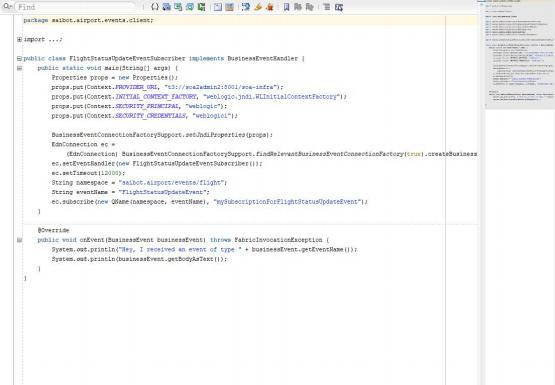 Find
package saibot.airport.events.client;
import ...;
public class FlightStatusUpdateEventSubscriber implements BusinessEventHandler {
public static void main(String[] args) {
Properties props = new Properties();
props.put(Context.PROVIDER_URL, "t3://soa2admin2:8001/soa-infra");
props.put(Context.INITIAL_CONTEXT_FACTORY, "weblogic.jndi.WLInitialContextFactory");
props.put(Context.SECURITY_PRINCIPAL, "weblogic");
props.put(Context.SECURITY_CREDENTIALS, "weblogic1");
BusinessEventConnectionFactorySupport.setJndiProperties(props);
EdnConnection ec =
(EdnConnection) BusinessEventConnectionFactorySupport.findRelevantBusinessEventConnectionFactory(true).createBusiness
ec.setEventHandler(new FlightStatusUpdateEventSubscriber());
ec.setTimeout(12000);
String namespace = "saibot.airport/events/flight";
String eventName = "FlightStatusUpdateEvent";
ec.subscribe(new QName(namespace, eventName), "mySubscriptionForFlightStatusUpdateEvent");
}
@Override
public void onEvent(BusinessEvent businessEvent) throws FabricInvocationException {
System.out.println("Hey, I received an event of type " + businessEvent.getEventName());
System.out.println(businessEvent.getBodyAsText());
}
}